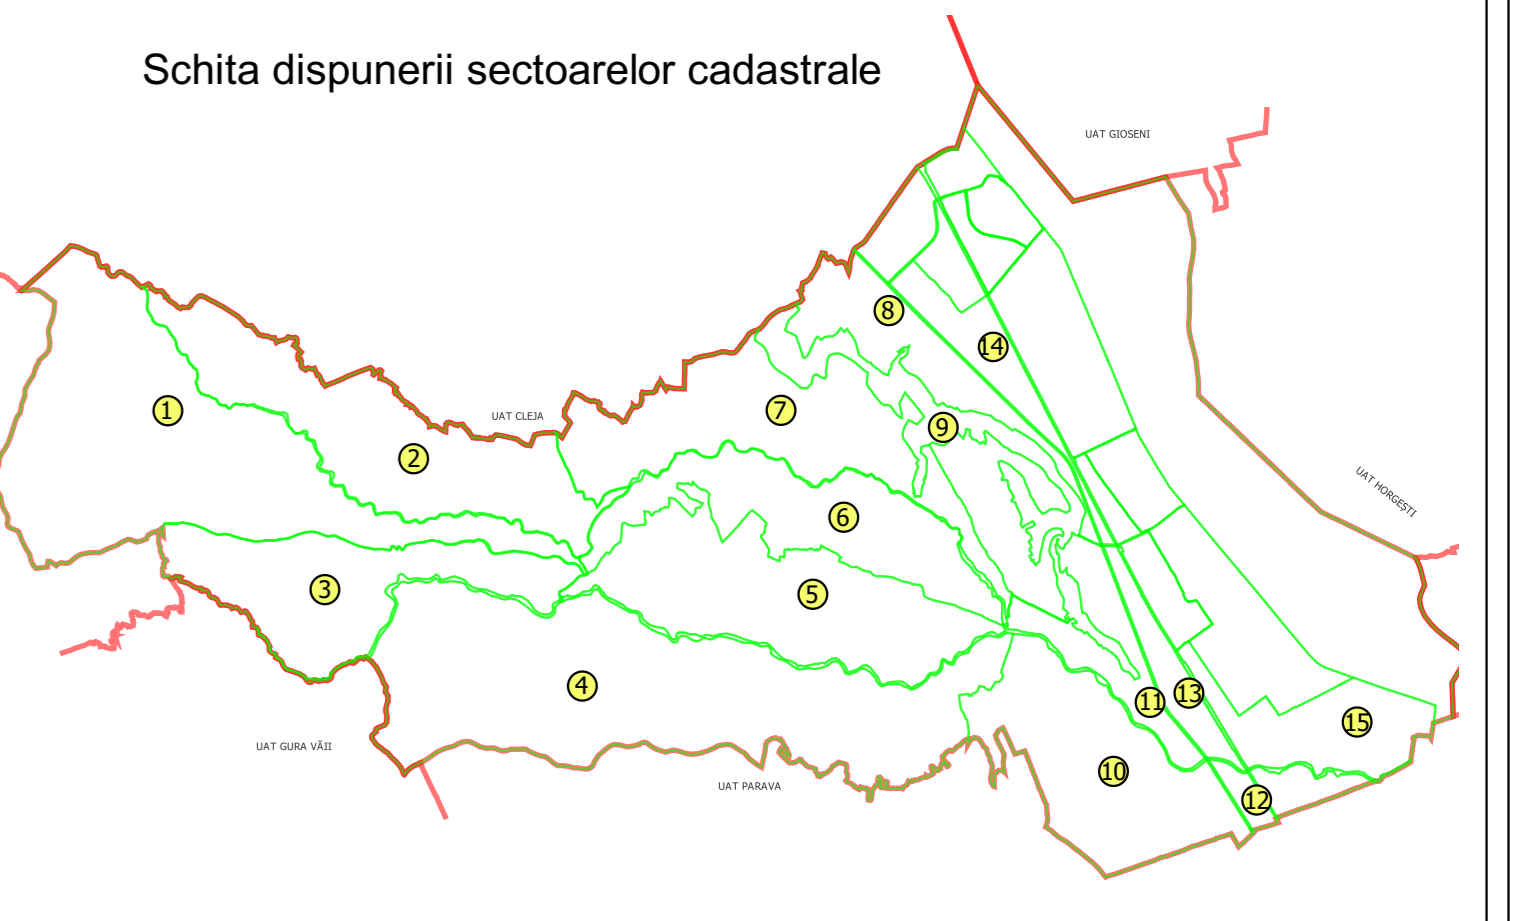 Schita dispunerii sectoarelor cadastrale
UAT GIOSENI
8
14
1
UAT CLEJA
7
9
2
UAT HORGEȘTI
6
3
5
4
11
13
15
UAT GURA VĂII
10
UAT PARAVA
12